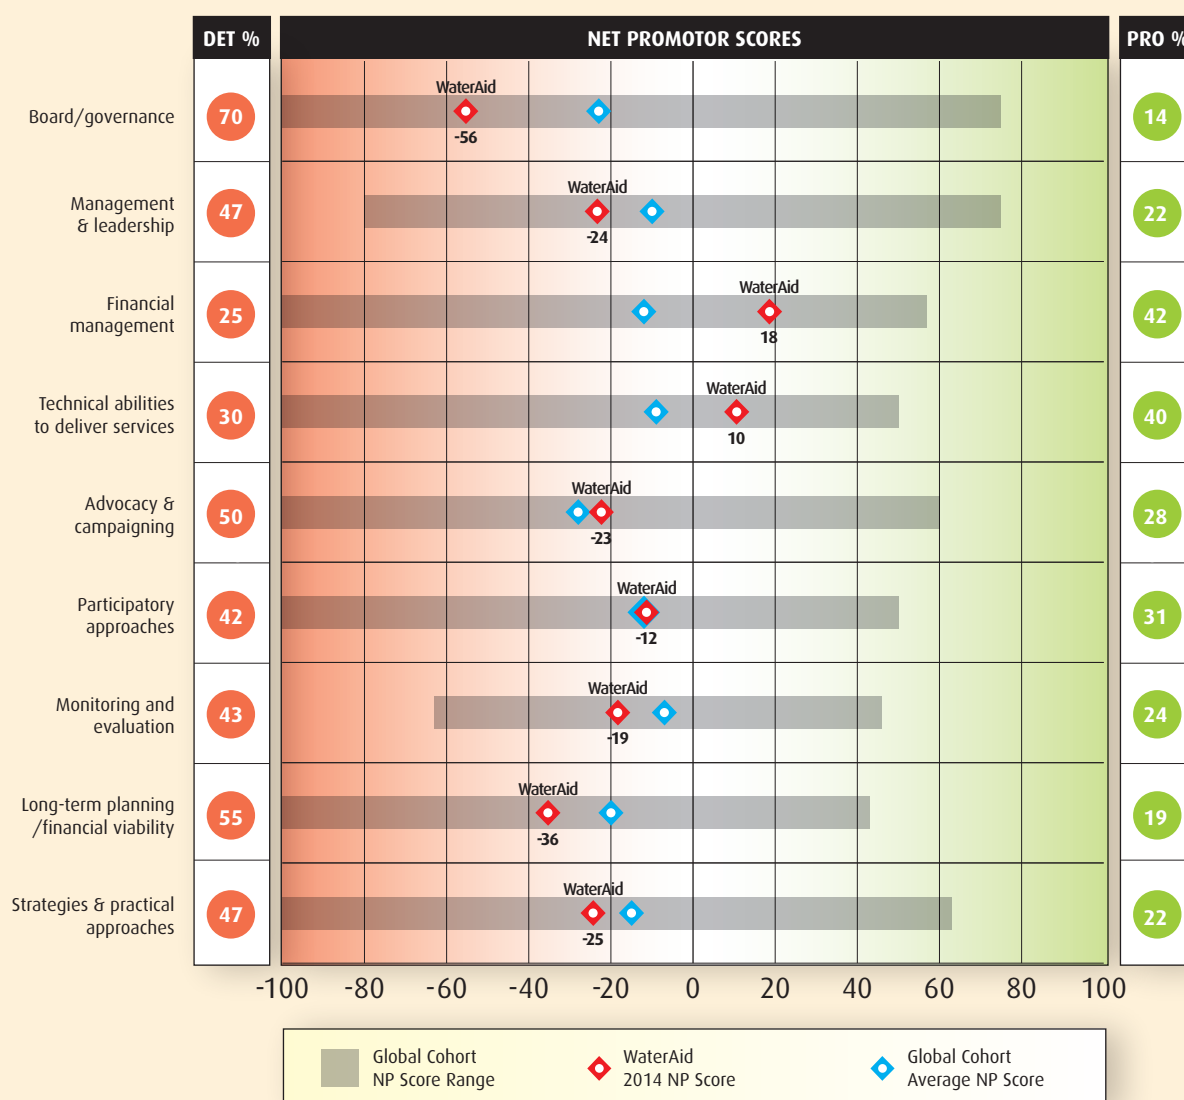 DET %
NET PROMOTOR SCORES
PRO %
Board/governance
70
WaterAid
-56
14
Management
& leadership
47
WaterAid
-24
22
Financial
management
25
WaterAid
18
42
Technical abilities
to deliver services
30
WaterAid
10
40
Advocacy &
campaigning
50
WaterAid
-23
28
Participatory
approaches
42
WaterAid
-12
31
Monitoring and
evaluation
43
WaterAid
-19
24
Long-term planning
/financial viability
55
WaterAid
-36
19
Strategies & practical
approaches
47
WaterAid
-25
22
-100 -80 -60 -40 -20 0 20 40 60 80 100
Global Cohort
NP Score Range
WaterAid
2014 NP Score
Global Cohort
Average NP Score